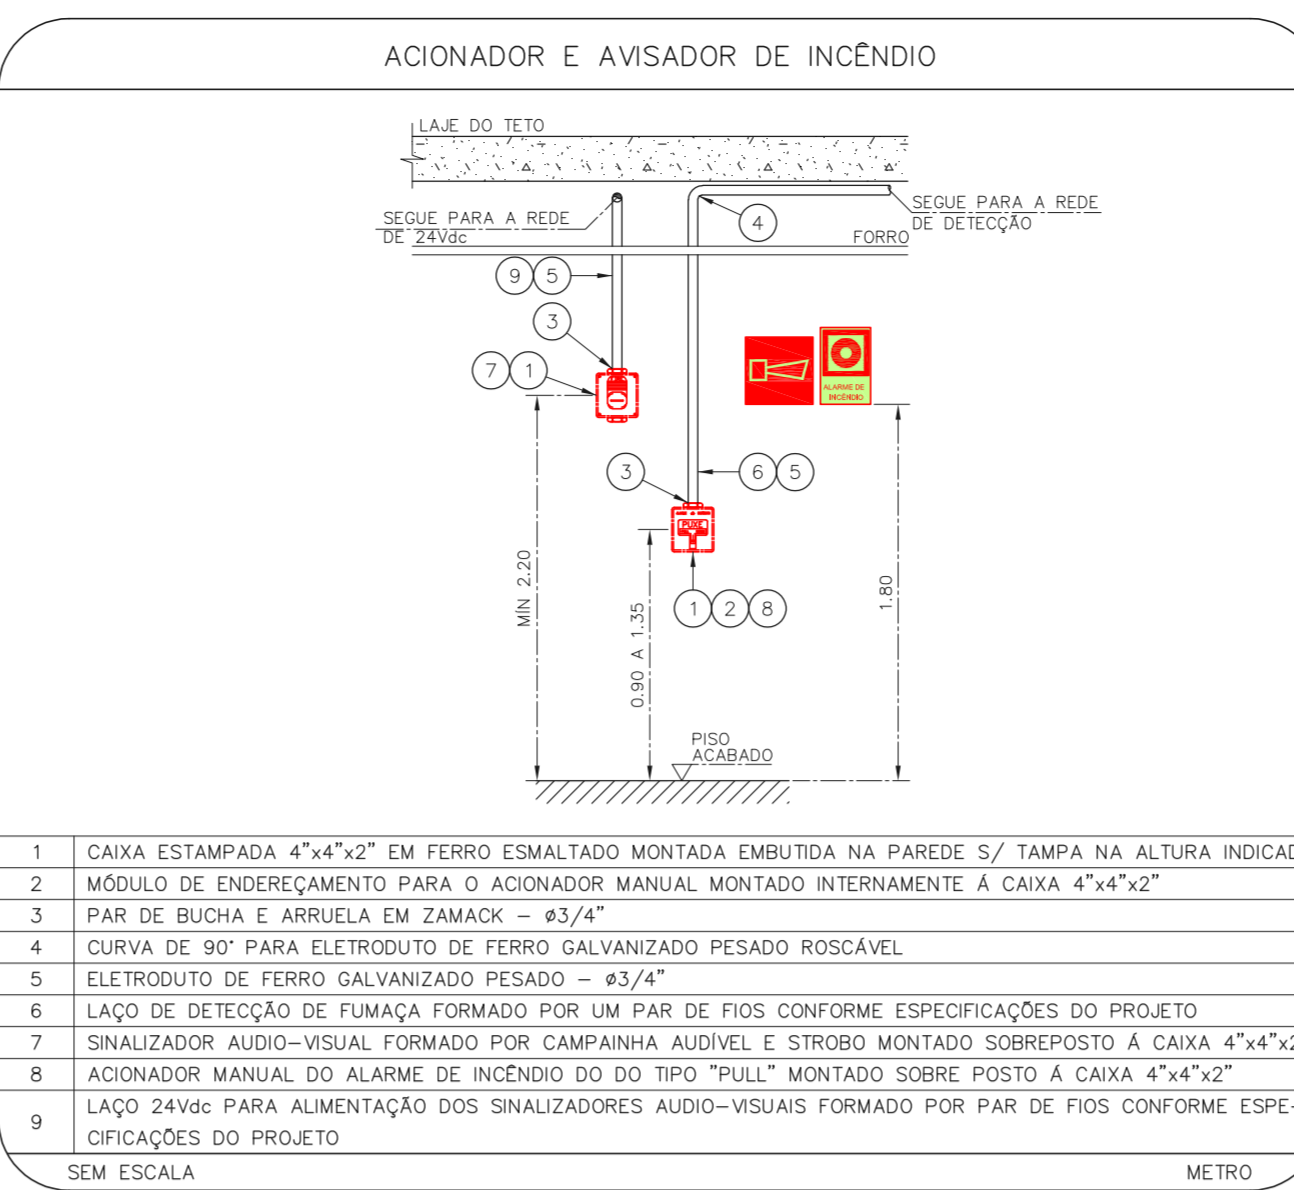 ACIONADOR E AVISADOR DE INCÊNDIO
LAJE DO TETO
SEGUE PARA A REDE
DE 24Vdc
4
SEGUE PARA A REDE
DE DETECÇÃO
FORRO
9 5
3
7 1
ALARME DE
INCÊNDIO
3
6 5
PUXE
1 2 8
MÍN 2.20
0.90 A 1.35
1.80
PISO
ACABADO
1 CAIXA ESTAMPADA 4”x4”x2” EM FERRO ESMALTADO MONTADA EMBUTIDA NA PAREDE S/ TAMPA NA ALTURA INDICAD
2 MÓDULO DE ENDEREÇAMENTO PARA O ACIONADOR MANUAL MONTADO INTERNAMENTE Á CAIXA 4”x4”x2”
3 PAR DE BUCHA E ARRUELA EM ZAMACK – ø3/4”
4 CURVA DE 90° PARA ELETRODUTO DE FERRO GALVANIZADO PESADO ROSCÁVEL
5 ELETRODUTO DE FERRO GALVANIZADO PESADO – ø3/4”
6 LAÇO DE DETECÇÃO DE FUMAÇA FORMADO POR UM PAR DE FIOS CONFORME ESPECIFICAÇÕES DO PROJETO
7 SINALIZADOR AUDIO–VISUAL FORMADO POR CAMPAINHA AUDÍVEL E STROBO MONTADO SOBREPOSTO Á CAIXA 4”x4”x2
8 ACIONADOR MANUAL DO ALARME DE INCÊNDIO DO DO TIPO ”PULL” MONTADO SOBRE POSTO Á CAIXA 4”x4”x2”
9 LAÇO 24Vdc PARA ALIMENTAÇÃO DOS SINALIZADORES AUDIO–VISUAIS FORMADO POR PAR DE FIOS CONFORME ESPE–
CIFICAÇÕES DO PROJETO
SEM ESCALA
METRO